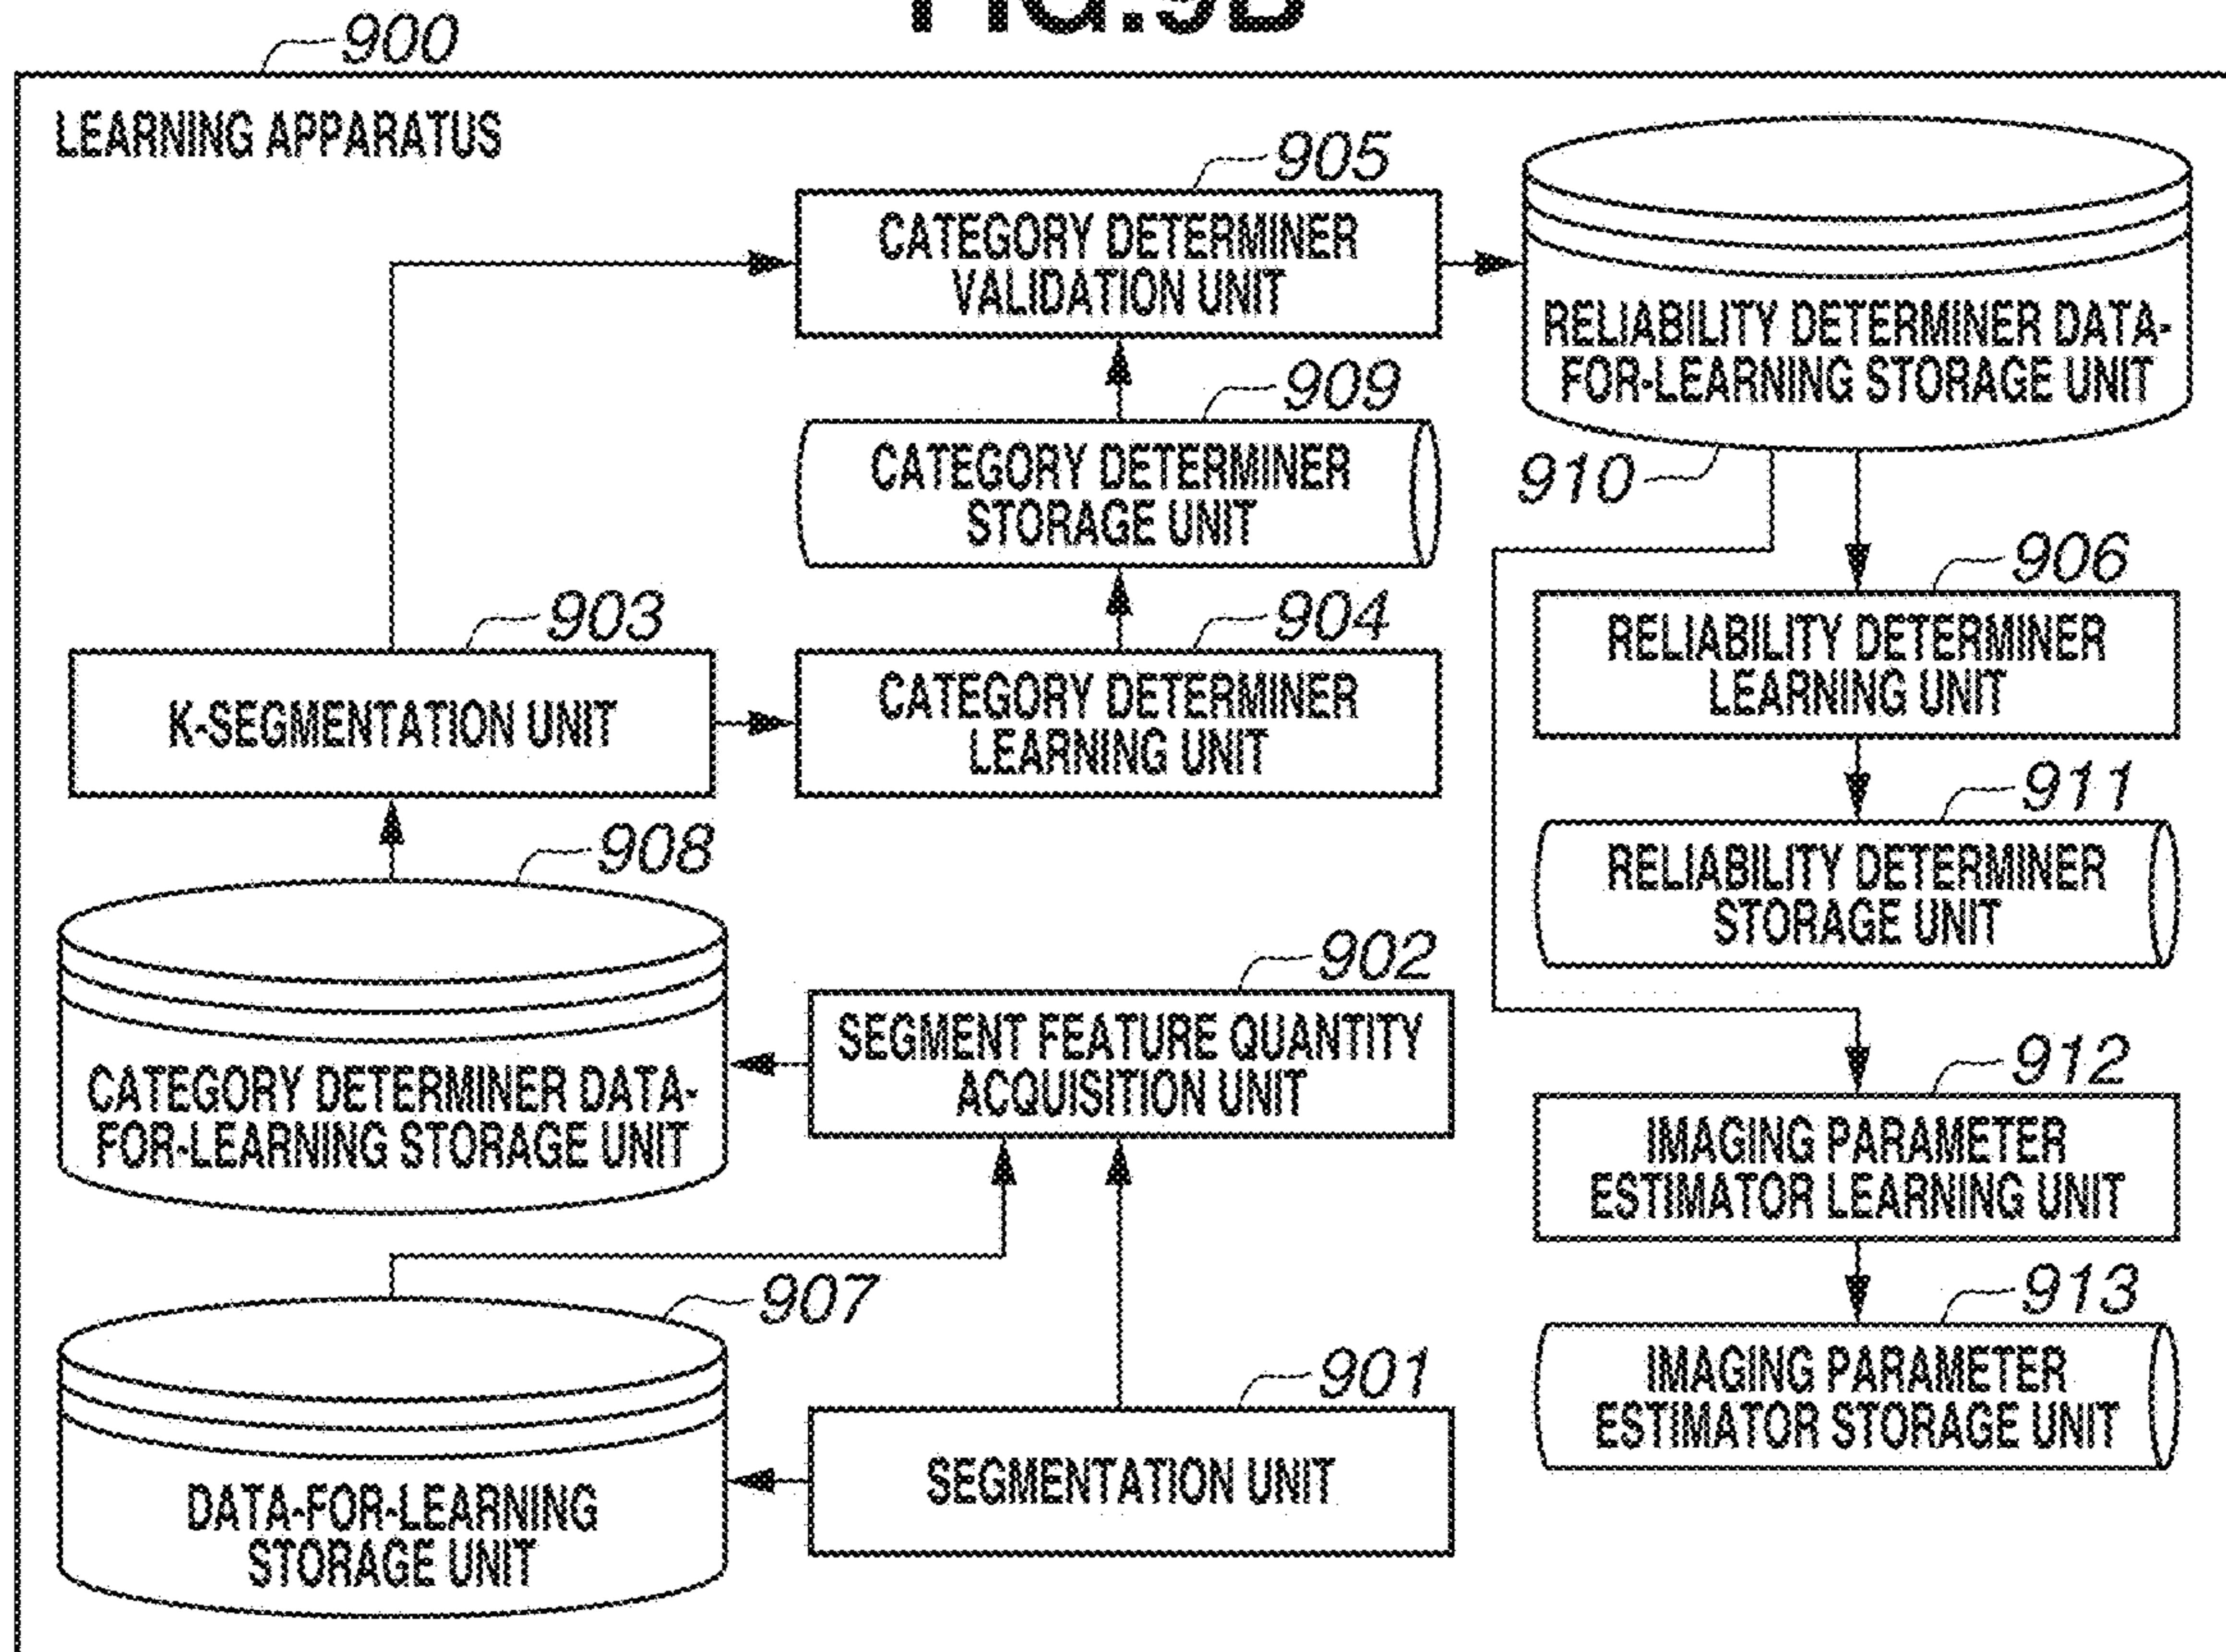 FIG.9B
900
LEARNING APPARATUS
905
CATEGORY DETERMINER
VALIDATION UNIT
RELIABILITY DETERMINER DATA-
FOR-LEARNING STORAGE UNIT
910
909
CATEGORY DETERMINER
STORAGE UNIT
906
RELIABILITY DETERMINER
LEARNING UNIT
903
K-SEGMENTATION UNIT
904
CATEGORY DETERMINER
LEARNING UNIT
911
RELIABILITY DETERMINER
STORAGE UNIT
908
CATEGORY DETERMINER DATA-
FOR-LEARNING STORAGE UNIT
902
SEGMENT FEATURE QUANTITY
ACQUISITION UNIT
912
IMAGING PARAMETER
ESTIMATOR LEARNING UNIT
907
DATA-FOR-LEARNING
STORAGE UNIT
901
SEGMENTATION UNIT
913
IMAGING PARAMETER
ESTIMATOR STORAGE UNIT